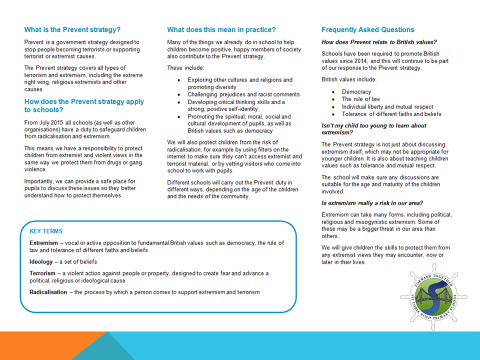 What is the Prevent strategy?
Prevent is a government strategy designed to
stop people becoming terrorists or supporting
terrorist or extremist causes.
The Prevent strategy covers all types of
terrorism and extremism, including the extreme
right wing, religious extremists and other
causes.
How does the Prevent strategy apply
to schools?
From July 2015 all schools (as well as other
organisations) have a duty to safeguard children
from radicalisation and extremism.
This means we have a responsibility to protect
children from extremist and violent views in the
same way we protect them from drugs or gang
violence.
Importantly, we can provide a safe place for
pupils to discuss these issues so they better
understand how to protect themselves.
What does this mean in practice?
Many of the things we already do in school to help
children become positive, happy members of society
also contribute to the Prevent strategy.
These include:
• Exploring other cultures and religions and
promoting diversity
• Challenging prejudices and racist comments
• Developing critical thinking skills and a
strong, positive self-identity
• Promoting the spiritual, moral, social and
cultural development of pupils, as well as
British values such as democracy
We will also protect children from the risk of
radicalisation, for example by using filters on the
internet to make sure they can't access extremist and
terrorist material, or by vetting visitors who come into
school to work with pupils.
Different schools will carry out the Prevent duty in
different ways, depending on the age of the children
and the needs of the community.
Frequently Asked Questions
How does Prevent relate to British values?
Schools have been required to promote British
values since 2014, and this will continue to be part
of our response to the Prevent strategy.
British values include:
• Democracy
• The rule of law
• Individual liberty and mutual respect
• Tolerance of different faiths and beliefs
Isn't my child too young to learn about
extremism?
The Prevent strategy is not just about discussing
extremism itself, which may not be appropriate for
younger children. It is also about teaching children
values such as tolerance and mutual respect.
The school will make sure any discussions are
suitable for the age and maturity of the children
involved.
Is extremism really a risk in our area?
Extremism can take many forms, including political,
religious and misogynistic extremism. Some of
these may be a bigger threat in our area than
others.
We will give children the skills to protect them from
any extremist views they may encounter, now or
later in their lives.
KEY TERMS
Extremism – vocal or active opposition to fundamental British values such as democracy, the rule of
law and tolerance of different faiths and beliefs
Ideology – a set of beliefs
Terrorism – a violent action against people or property, designed to create fear and advance a
political, religious or ideological cause
Radicalisation – the process by which a person comes to support extremism and terrorism
FORWARD TOGETHER
PRIMARY SCHOOL